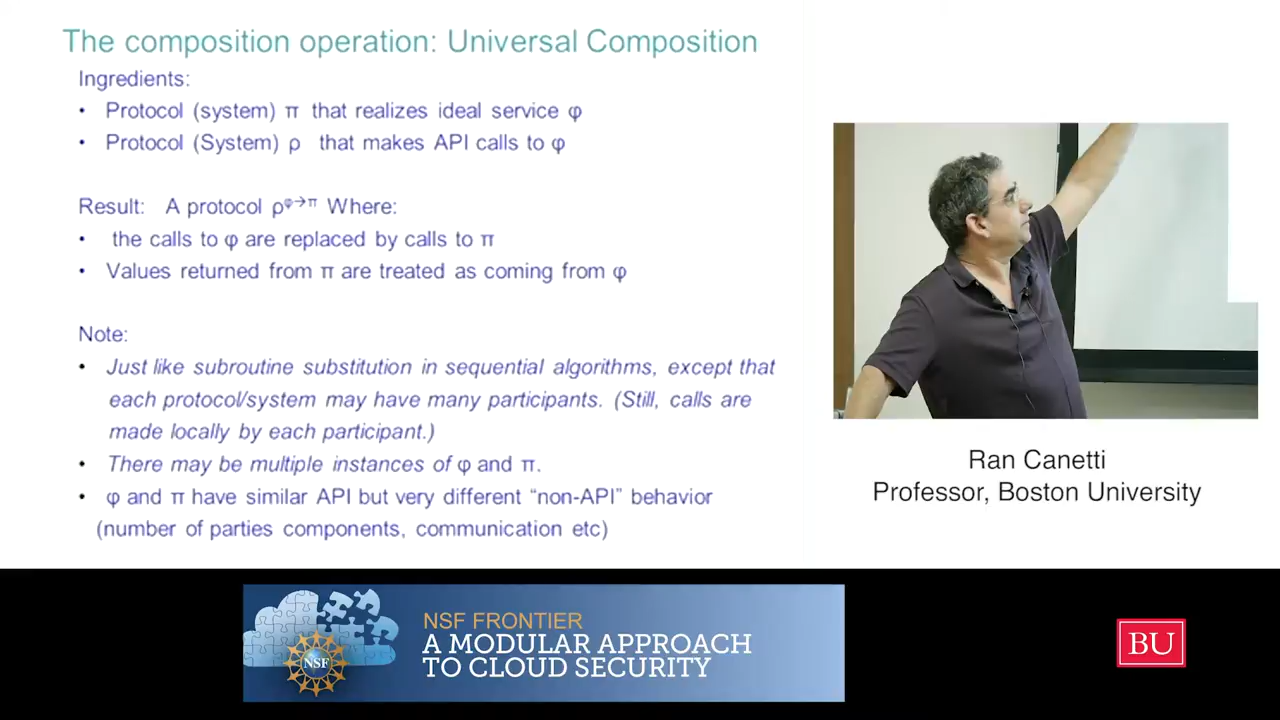 The composition operation: Universal Composition
Ingredients:
• Protocol (system) π that realizes ideal service φ
• Protocol (System) ρ that makes API calls to φ
Result: A protocol ρ^φ→π Where:
• the calls to φ are replaced by calls to π
• Values returned from π are treated as coming from φ
Note:
• Just like subroutine substitution in sequential algorithms, except that
each protocol/system may have many participants. (Still, calls are
made locally by each participant.)
• There may be multiple instances of φ and π.
• φ and π have similar API but very different “non-API” behavior
(number of parties components, communication etc)
Ran Canetti
Professor, Boston University
NSF
NSF FRONTIER
A MODULAR APPROACH
TO CLOUD SECURITY
BU